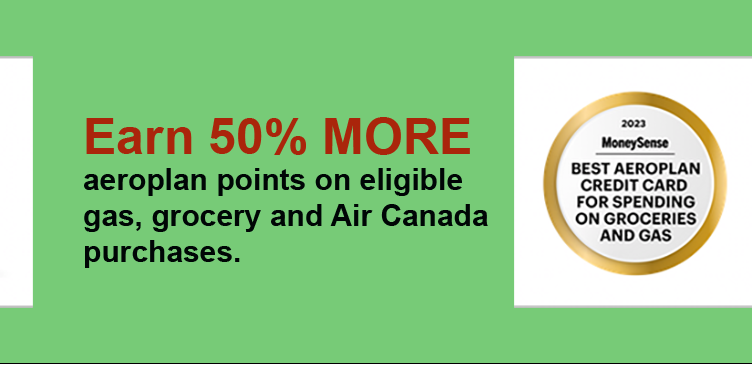 Earn 50% MORE
aeroplan points on eligible
gas, grocery and Air Canada
purchases.
2023
MoneySense
BEST AEROPLAN
CREDIT CARD
FOR SPENDING
ON GROCERIES
AND GAS